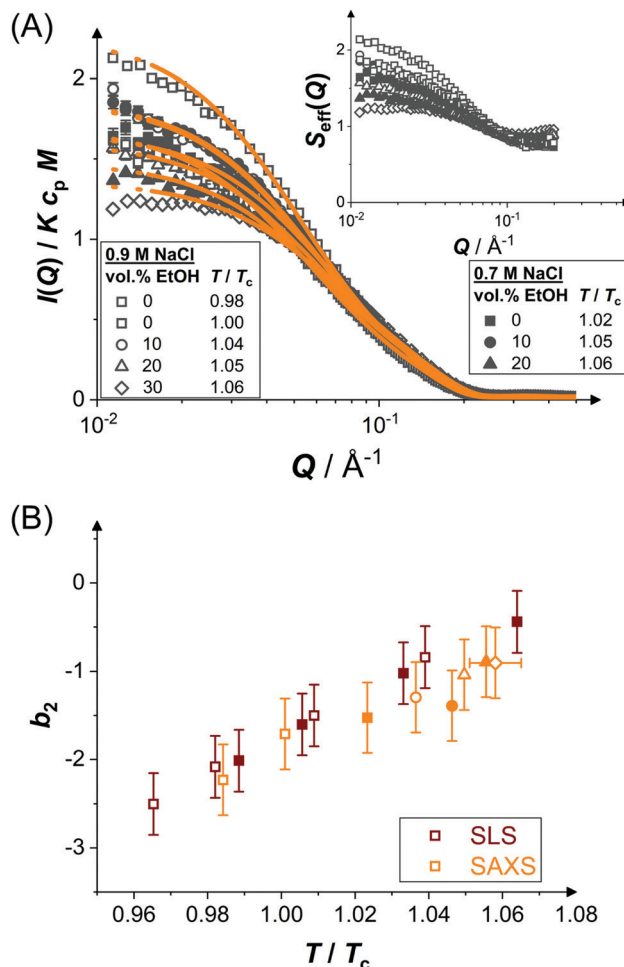 (A)
I(Q) / K c_p M
2
1
0
10⁻²
10⁻¹
Q / Å⁻¹
0.9 M NaCl
vol.% EtOH T / T_c
0 0.98
0 1.00
10 1.04
20 1.05
30 1.06
S_eff(Q)
2
1
0
10⁻²
10⁻¹
Q / Å⁻¹
0.7 M NaCl
vol.% EtOH T / T_c
0 1.02
10 1.05
20 1.06
(B)
b₂
0
-1
-2
-3
0.96 0.98 1.00 1.02 1.04 1.06 1.08
T / T_c
SLS
SAXS